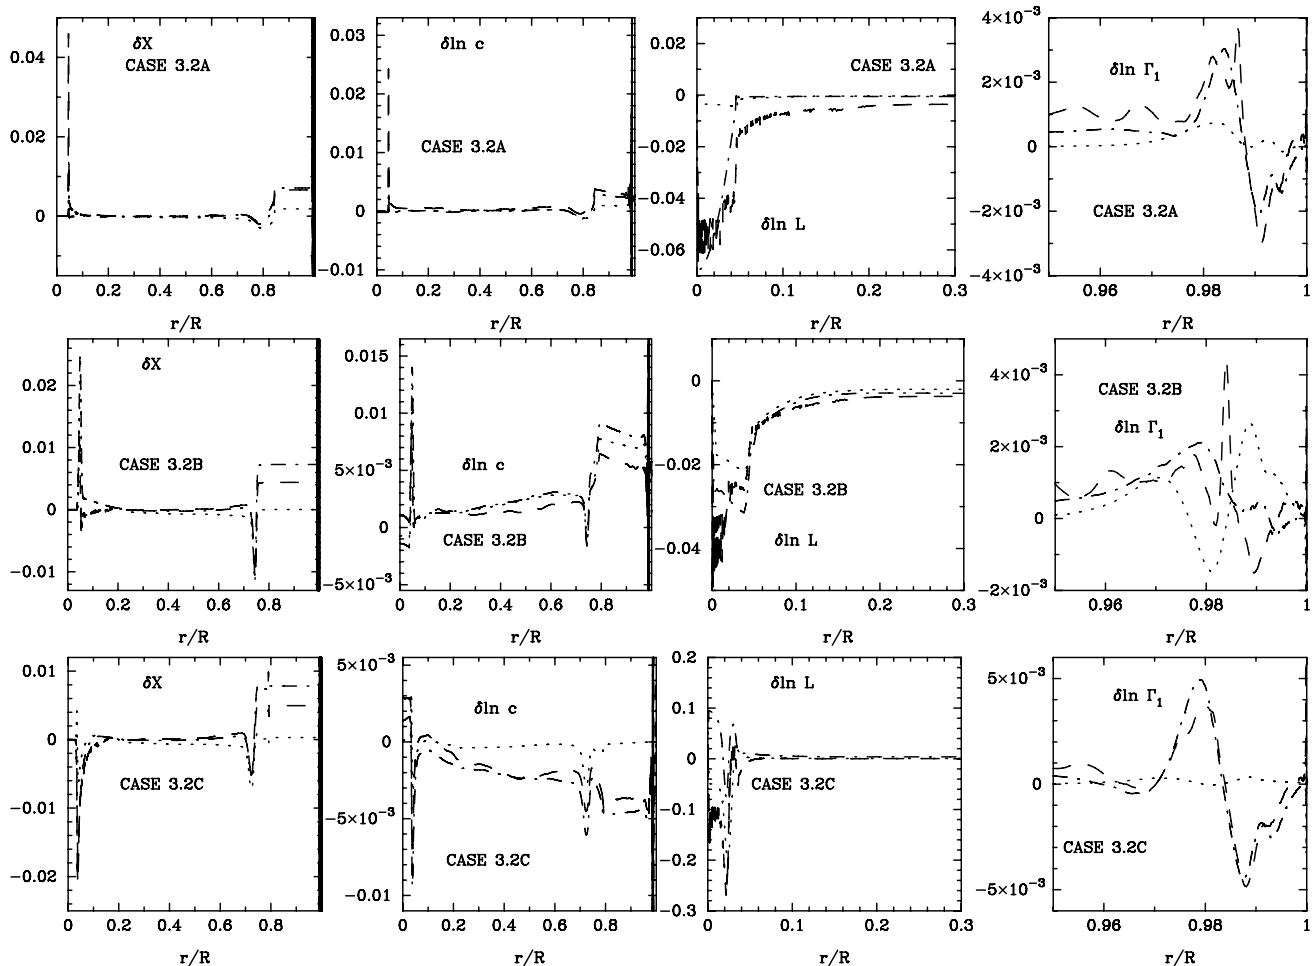 δX
CASE 3.2A
0.04
0.02
0
0 0.2 0.4 0.6 0.8
r/R
δln c
CASE 3.2A
0.03
0.02
0.01
0
−0.01
0 0.2 0.4 0.6 0.8
r/R
CASE 3.2A
δln L
0.02
0
−0.02
−0.04
−0.06
0 0.1 0.2 0.3
r/R
δln Γ1
CASE 3.2A
4×10−3
2×10−3
0
−2×10−3
−4×10−3
0.96 0.98 1
r/R
δX
CASE 3.2B
0.02
0.01
0
−0.01
0 0.2 0.4 0.6 0.8
r/R
δln c
CASE 3.2B
0.015
0.01
5×10−3
0
−5×10−3
0 0.2 0.4 0.6 0.8
r/R
CASE 3.2B
δln L
0
−0.02
−0.04
0 0.1 0.2 0.3
r/R
CASE 3.2B
δln Γ1
4×10−3
2×10−3
0
−2×10−3
0.96 0.98 1
r/R
δX
CASE 3.2C
0.01
0
−0.01
−0.02
0 0.2 0.4 0.6 0.8
r/R
δln c
CASE 3.2C
5×10−3
0
−5×10−3
−0.01
0 0.2 0.4 0.6 0.8
r/R
δln L
CASE 3.2C
0.2
0.1
0
−0.1
−0.2
−0.3
0 0.1 0.2 0.3
r/R
δln Γ1
CASE 3.2C
5×10−3
0
−5×10−3
0.96 0.98 1
r/R